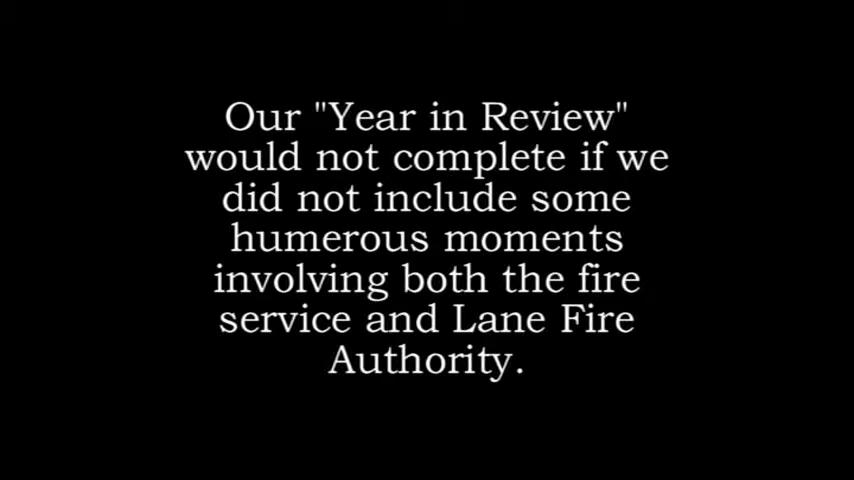 Our "Year in Review"
would not complete if we
did not include some
humerous moments
involving both the fire
service and Lane Fire
Authority.